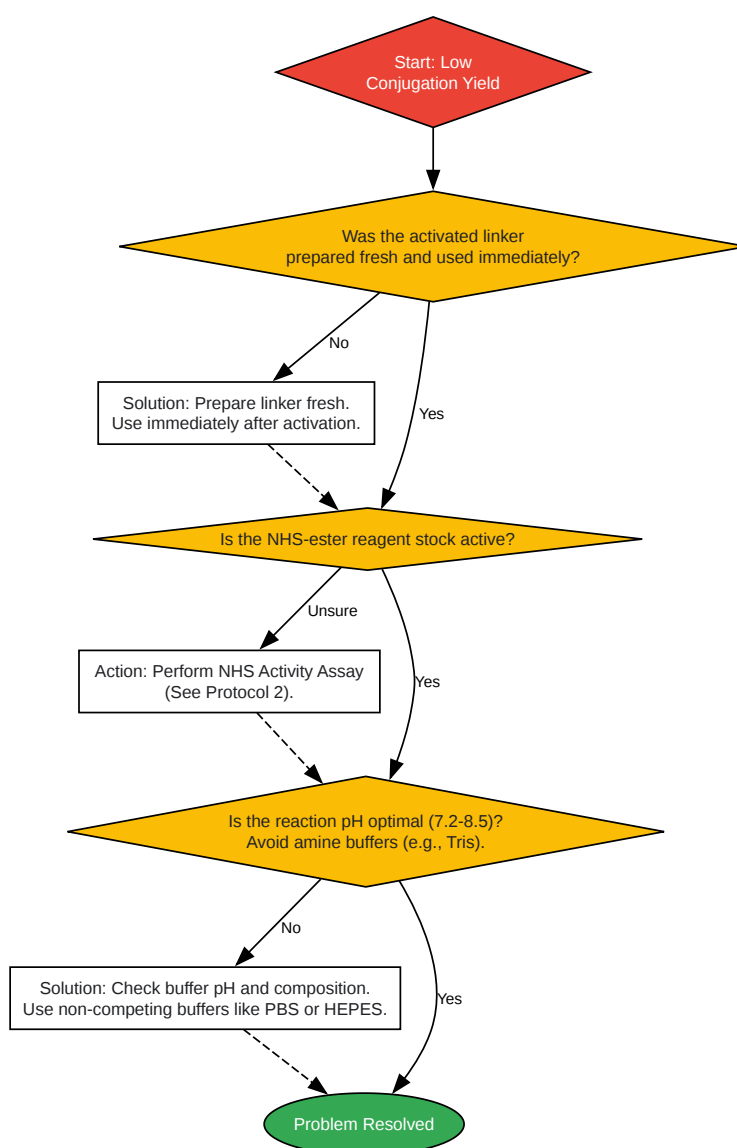 Start: Low
Conjugation Yield
Was the activated linker
prepared fresh and used immediately?
No
Yes
Solution: Prepare linker fresh.
Use immediately after activation.
Is the NHS-ester reagent stock active?
Unsure
Yes
Action: Perform NHS Activity Assay
(See Protocol 2).
Is the reaction pH optimal (7.2-8.5)?
Avoid amine buffers (e.g., Tris).
No
Yes
Solution: Check buffer pH and composition.
Use non-competing buffers like PBS or HEPES.
Problem Resolved